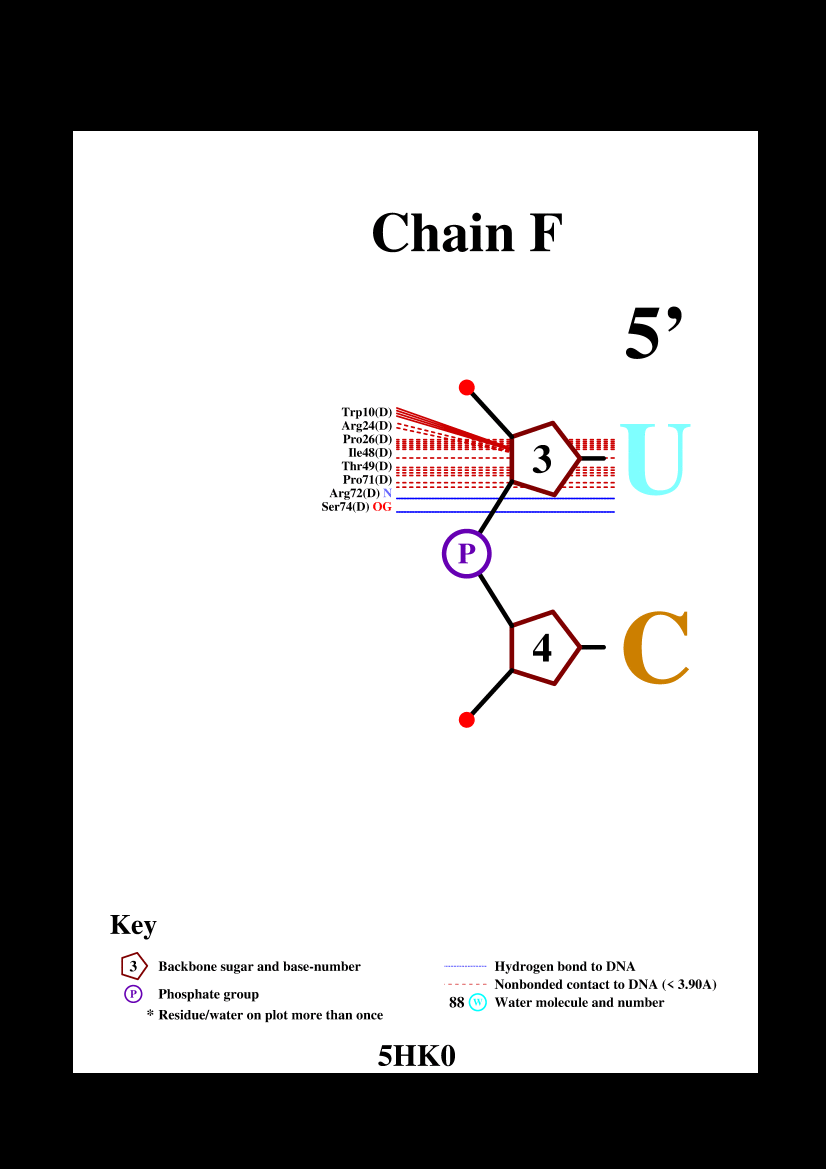 Chain F
5’
Trp10(D)
Arg24(D)
Pro26(D)
Ile48(D)
Thr49(D)
Pro71(D)
Arg72(D) N
Ser74(D) OG
3
U
P
4
C
Key
3 Backbone sugar and base-number
P Phosphate group
* Residue/water on plot more than once
Hydrogen bond to DNA
Nonbonded contact to DNA (< 3.90A)
88 W Water molecule and number
5HK0